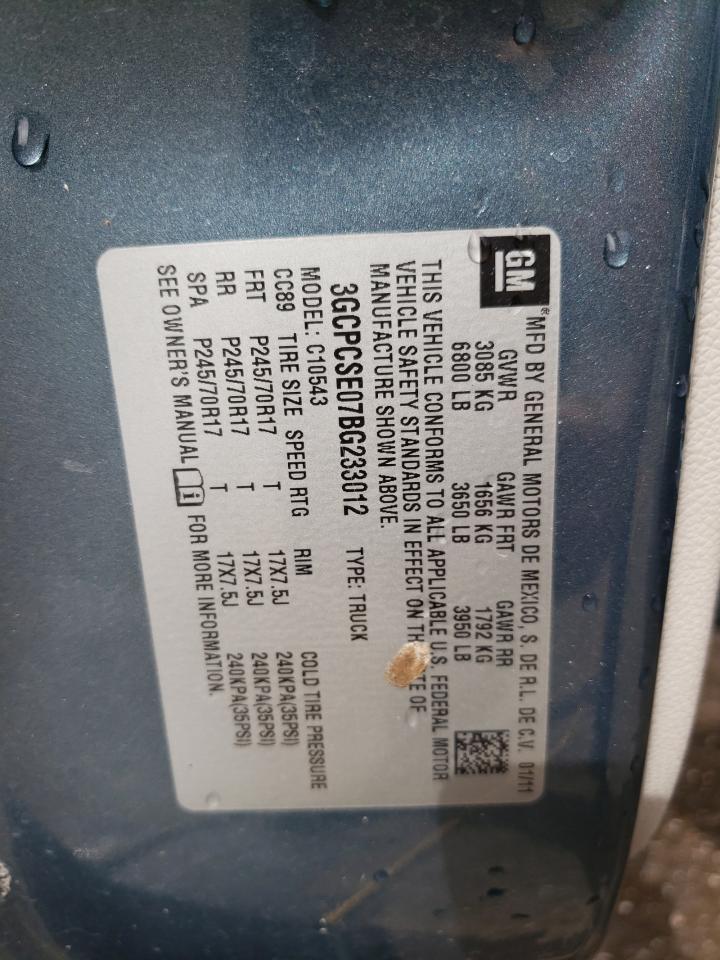 GM® MFD BY GENERAL MOTORS DE MEXICO, S. DE R.L. DE C.V. 01/11
GVWR GAWR FRT GAWR RR
3085 KG 1656 KG 1792 KG
6800 LB 3650 LB 3950 LB
THIS VEHICLE CONFORMS TO ALL APPLICABLE U.S. FEDERAL MOTOR
VEHICLE SAFETY STANDARDS IN EFFECT ON OF
MANUFACTURE SHOWN ABOVE.
3GCPCSE07BG233012 TYPE: TRUCK
MODEL: C10543
CC89 TIRE SIZE SPEED RTG RIM COLD TIRE PRESSURE
FRT P245/70R17 T 17X7.5J 240KPA(35PSI)
RR P245/70R17 T 17X7.5J 240KPA(35PSI)
SPA P245/70R17 T 17X7.5J 240KPA(35PSI)
SEE OWNER'S MANUAL FOR MORE INFORMATION.